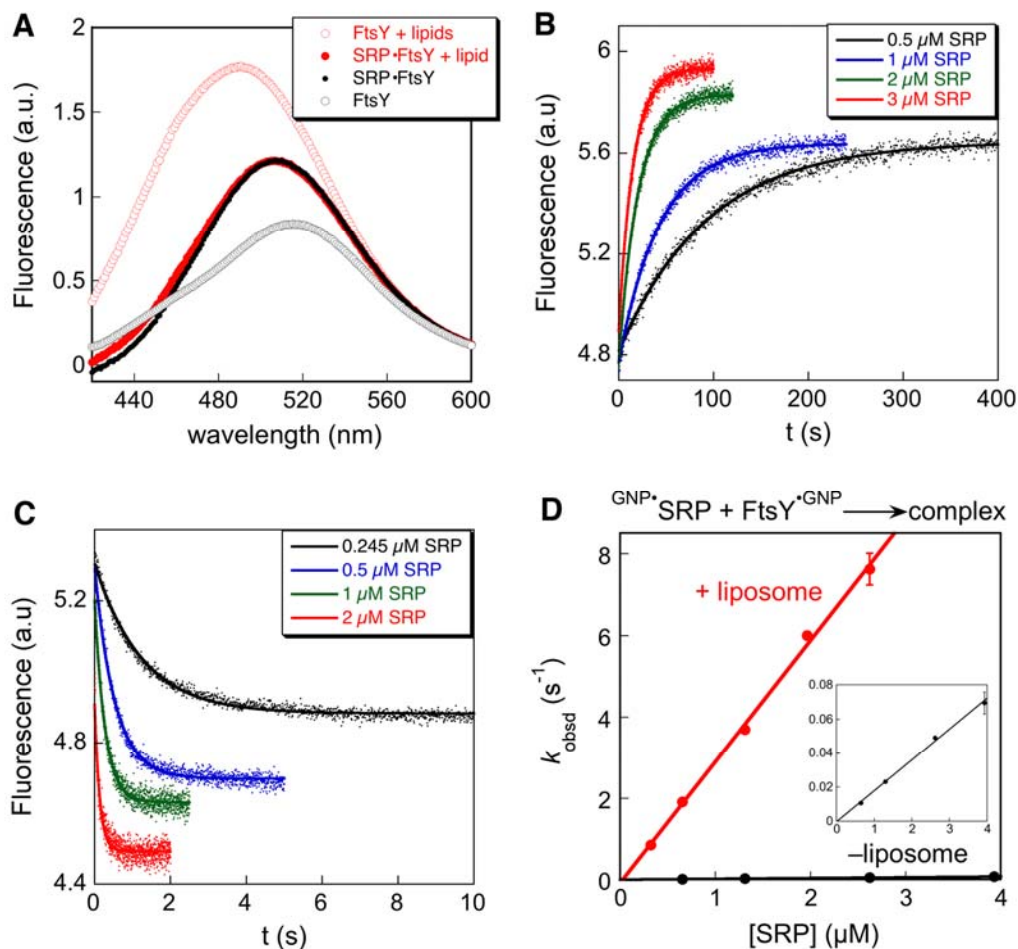 A
FtsY + lipids
SRP•FtsY + lipid
SRP•FtsY
FtsY
Fluorescence (a.u.)
2
1.5
1
0.5
0
440 480 520 560 600
wavelength (nm)
B
0.5 µM SRP
1 µM SRP
2 µM SRP
3 µM SRP
Fluorescence (a.u)
6
5.6
5.2
4.8
0 100 200 300 400
t (s)
C
0.245 µM SRP
0.5 µM SRP
1 µM SRP
2 µM SRP
Fluorescence (a.u)
5.2
4.8
4.4
0 2 4 6 8 10
t (s)
D
GNP•SRP + FtsY•GNP → complex
+ liposome
kobsd (s-1)
8
6
4
2
0
0.08
0.06
0.04
0.02
0
0 1 2 3 4
–liposome
0 1 2 3 4
[SRP] (µM)